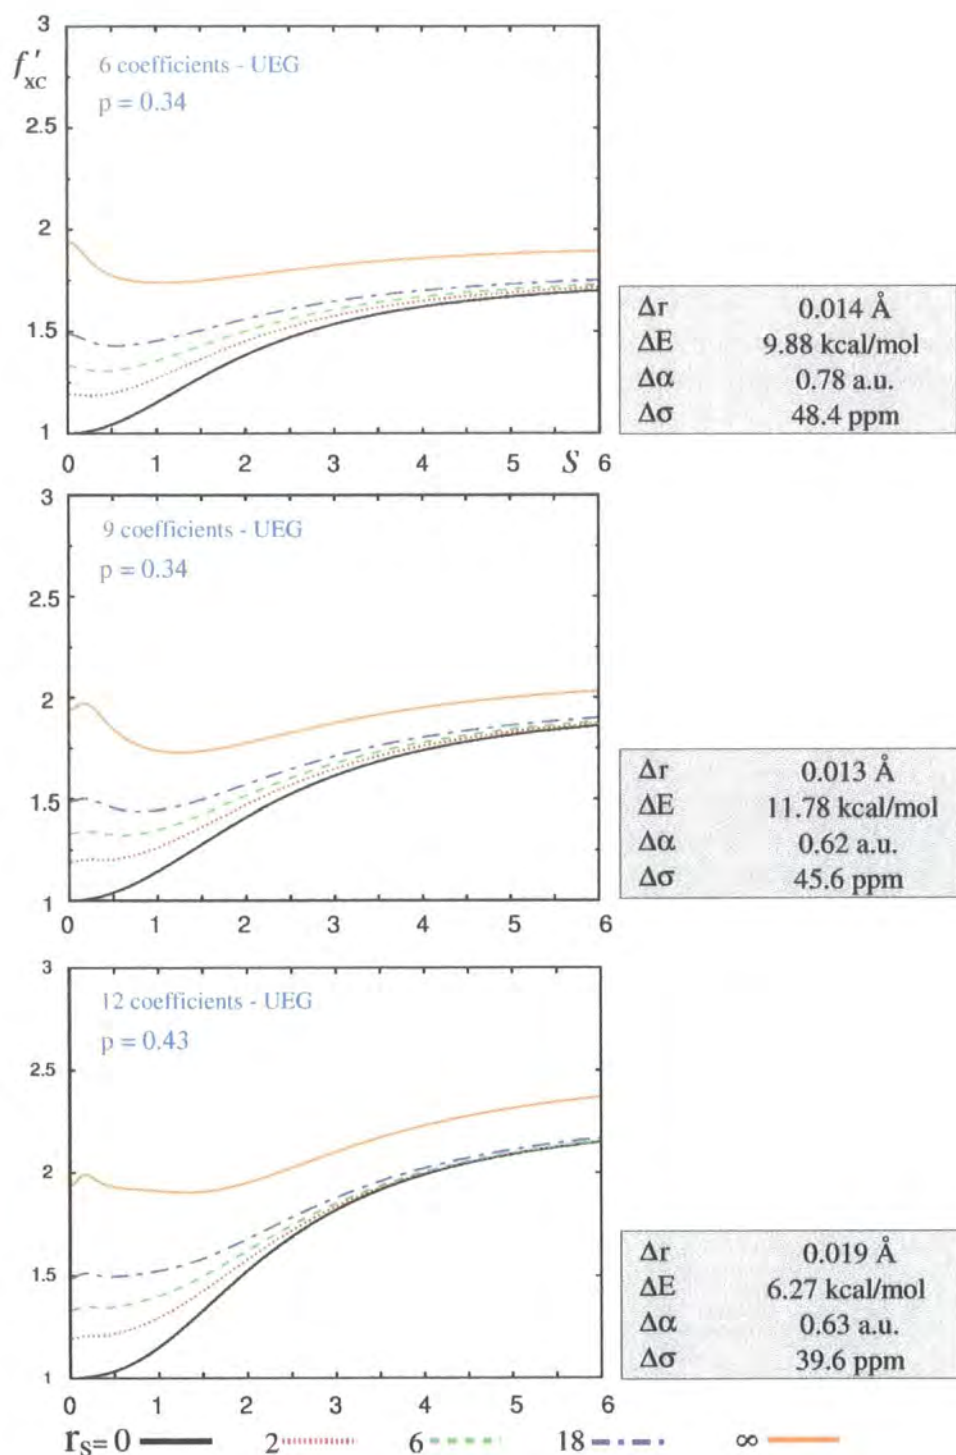 3
f′xc
6 coefficients - UEG
p = 0.34
2.5
2
1.5
1
0 1 2 3 4 5 S 6
Δr 0.014 Å
ΔE 9.88 kcal/mol
Δα 0.78 a.u.
Δσ 48.4 ppm
3
9 coefficients - UEG
p = 0.34
2.5
2
1.5
1
0 1 2 3 4 5 6
Δr 0.013 Å
ΔE 11.78 kcal/mol
Δα 0.62 a.u.
Δσ 45.6 ppm
3
12 coefficients - UEG
p = 0.43
2.5
2
1.5
1
0 1 2 3 4 5 6
Δr 0.019 Å
ΔE 6.27 kcal/mol
Δα 0.63 a.u.
Δσ 39.6 ppm
rs= 0 2 6 18 ∞